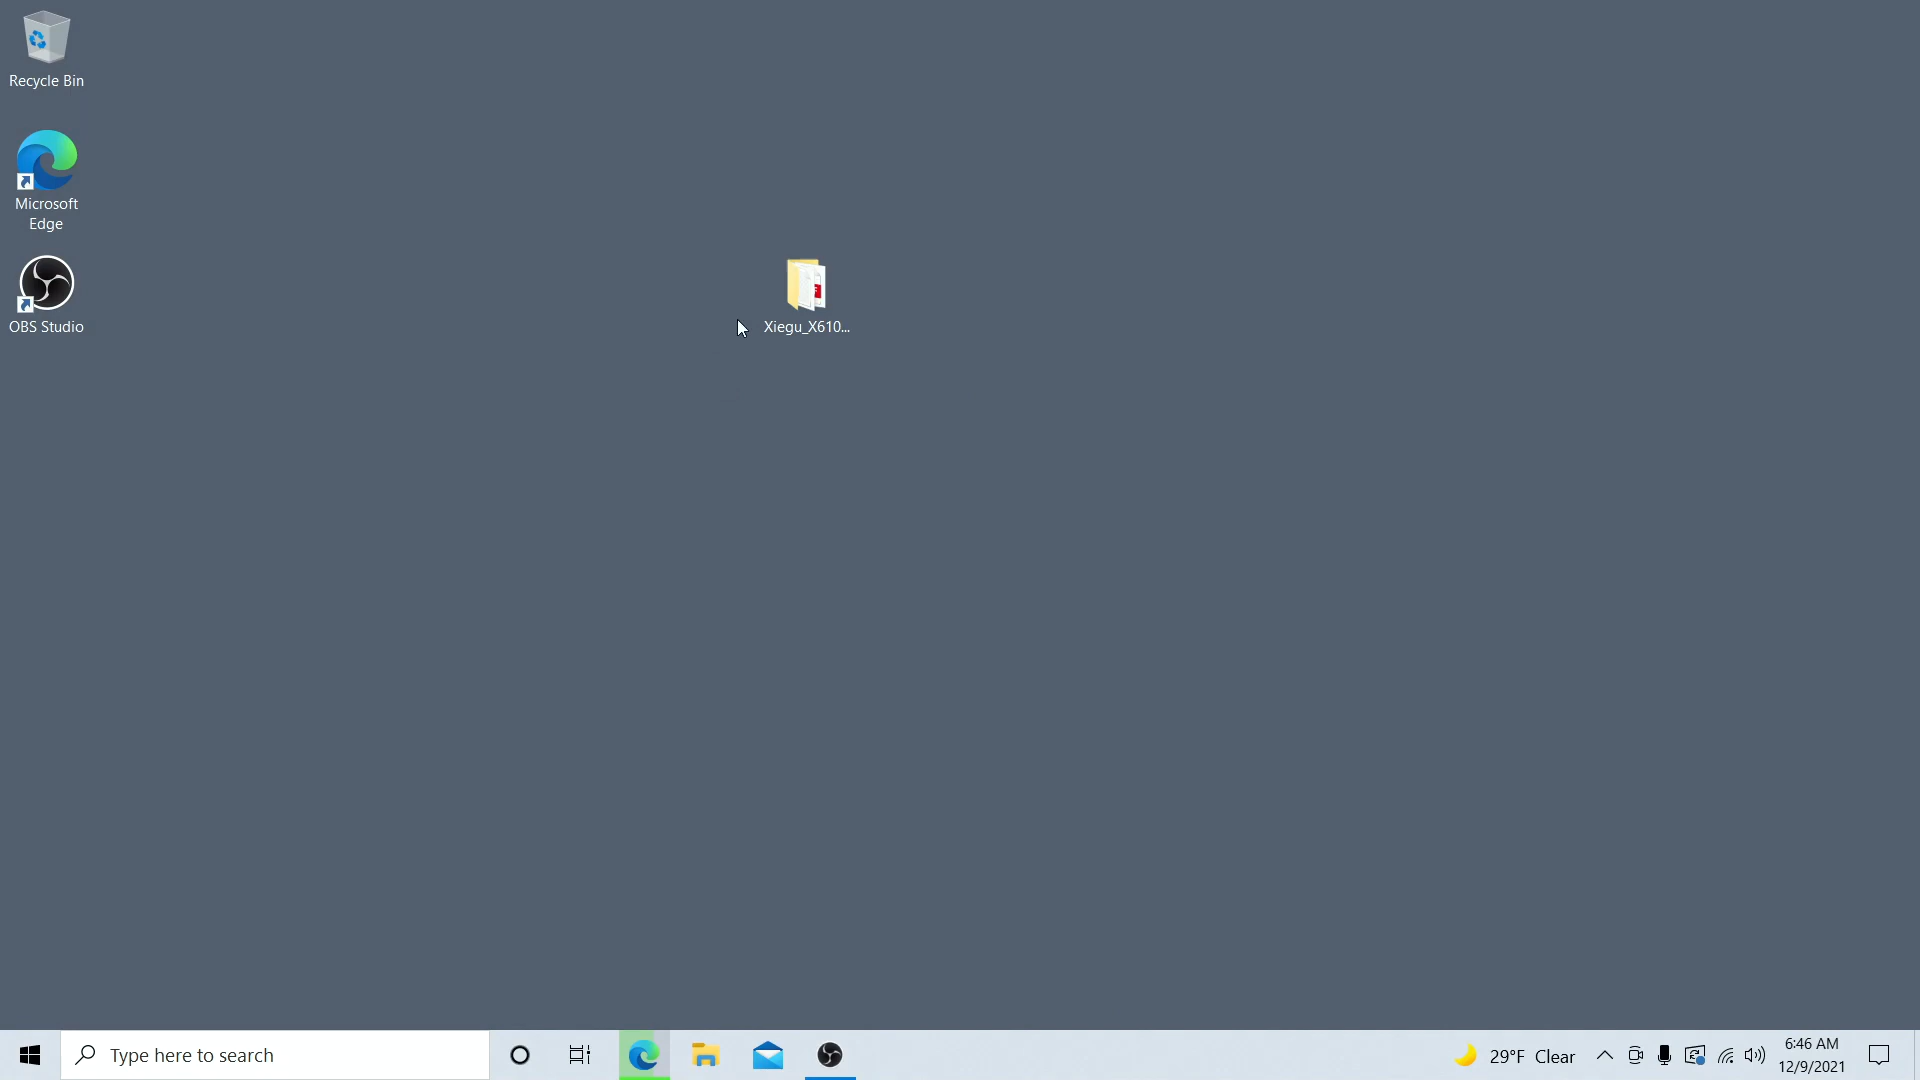 Recycle Bin
Microsoft
Edge
OBS Studio
Xiegu_X610...
Type here to search
29°F Clear
6:46 AM
12/9/2021